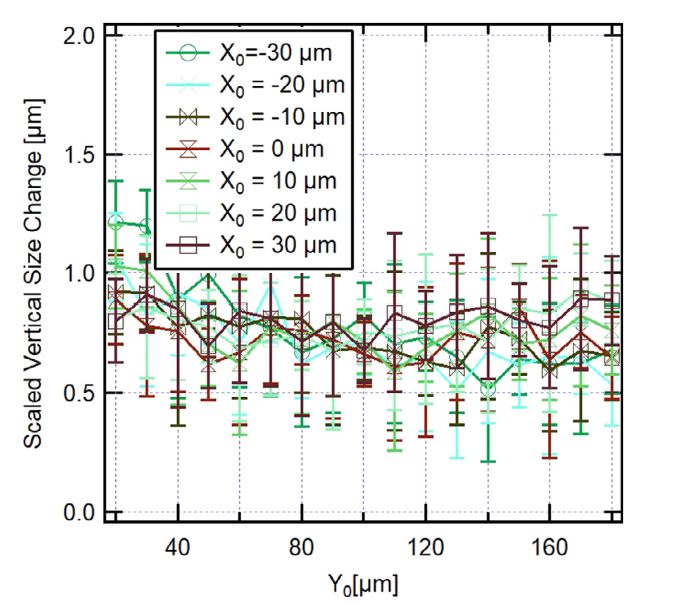 2.0
1.5
1.0
0.5
0.0
Scaled Vertical Size Change [µm]
X₀=-30 µm
X₀ = -20 µm
X₀ = -10 µm
X₀ = 0 µm
X₀ = 10 µm
X₀ = 20 µm
X₀ = 30 µm
40 80 120 160
Y₀[µm]